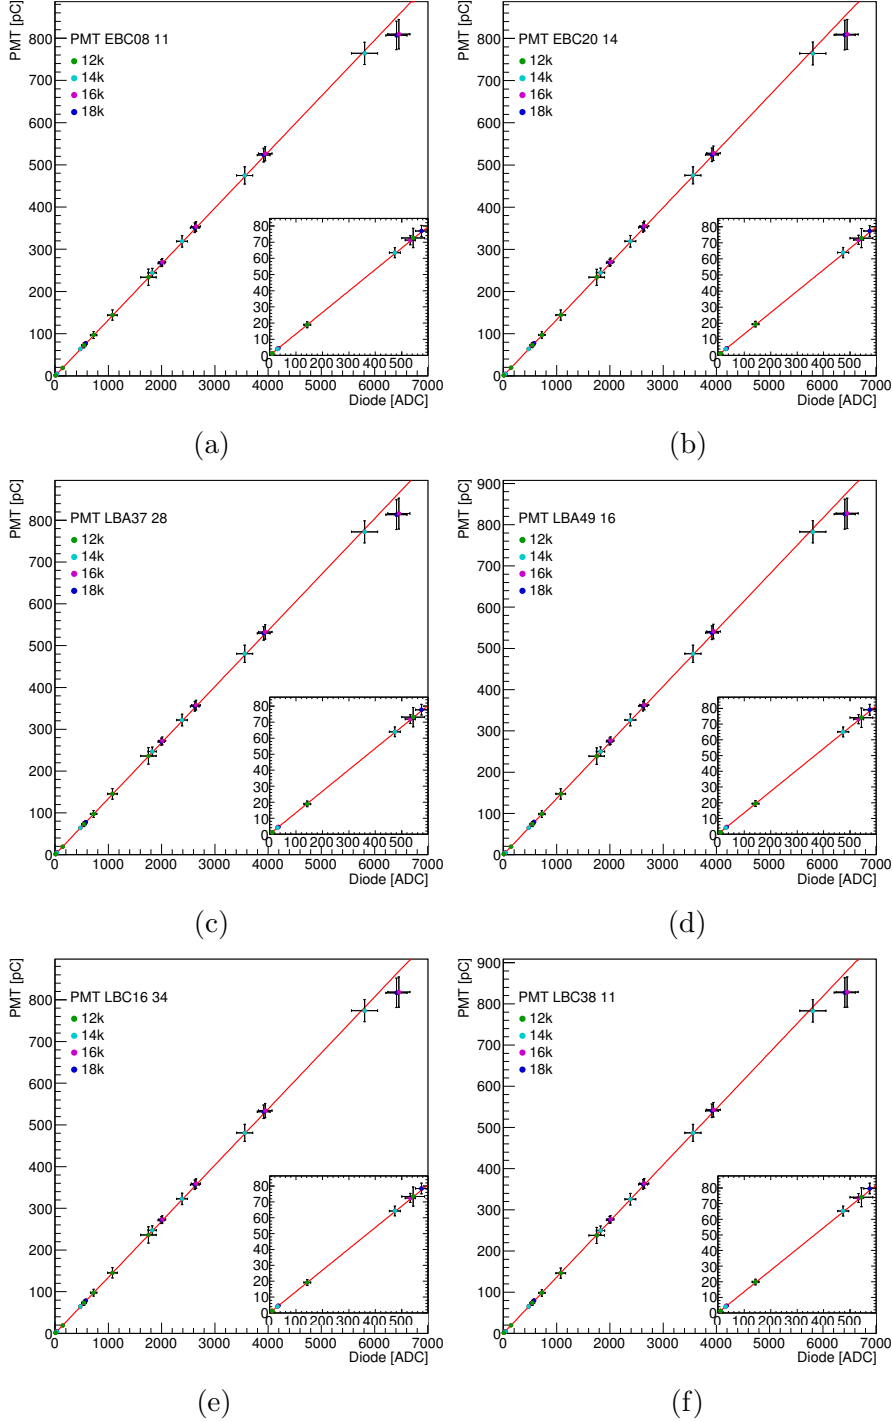 PMT [pC]
PMT EBC08 11
12k
14k
16k
18k
800
700
600
500
400
300
200
100
0
80
70
60
50
40
30
20
10
0
0 100 200 300 400 500
0 1000 2000 3000 4000 5000 6000 7000
Diode [ADC]
(a)
PMT [pC]
PMT EBC20 14
12k
14k
16k
18k
800
700
600
500
400
300
200
100
0
80
70
60
50
40
30
20
10
0
0 100 200 300 400 500
0 1000 2000 3000 4000 5000 6000 7000
Diode [ADC]
(b)
PMT [pC]
PMT LBA37 28
12k
14k
16k
18k
800
700
600
500
400
300
200
100
0
80
70
60
50
40
30
20
10
0
0 100 200 300 400 500
0 1000 2000 3000 4000 5000 6000 7000
Diode [ADC]
(c)
PMT [pC]
PMT LBA49 16
12k
14k
16k
18k
900
800
700
600
500
400
300
200
100
0
80
70
60
50
40
30
20
10
0
0 100 200 300 400 500
0 1000 2000 3000 4000 5000 6000 7000
Diode [ADC]
(d)
PMT [pC]
PMT LBC16 34
12k
14k
16k
18k
800
700
600
500
400
300
200
100
0
80
70
60
50
40
30
20
10
0
0 100 200 300 400 500
0 1000 2000 3000 4000 5000 6000 7000
Diode [ADC]
(e)
PMT [pC]
PMT LBC38 11
12k
14k
16k
18k
900
800
700
600
500
400
300
200
100
0
80
70
60
50
40
30
20
10
0
0 100 200 300 400 500
0 1000 2000 3000 4000 5000 6000 7000
Diode [ADC]
(f)